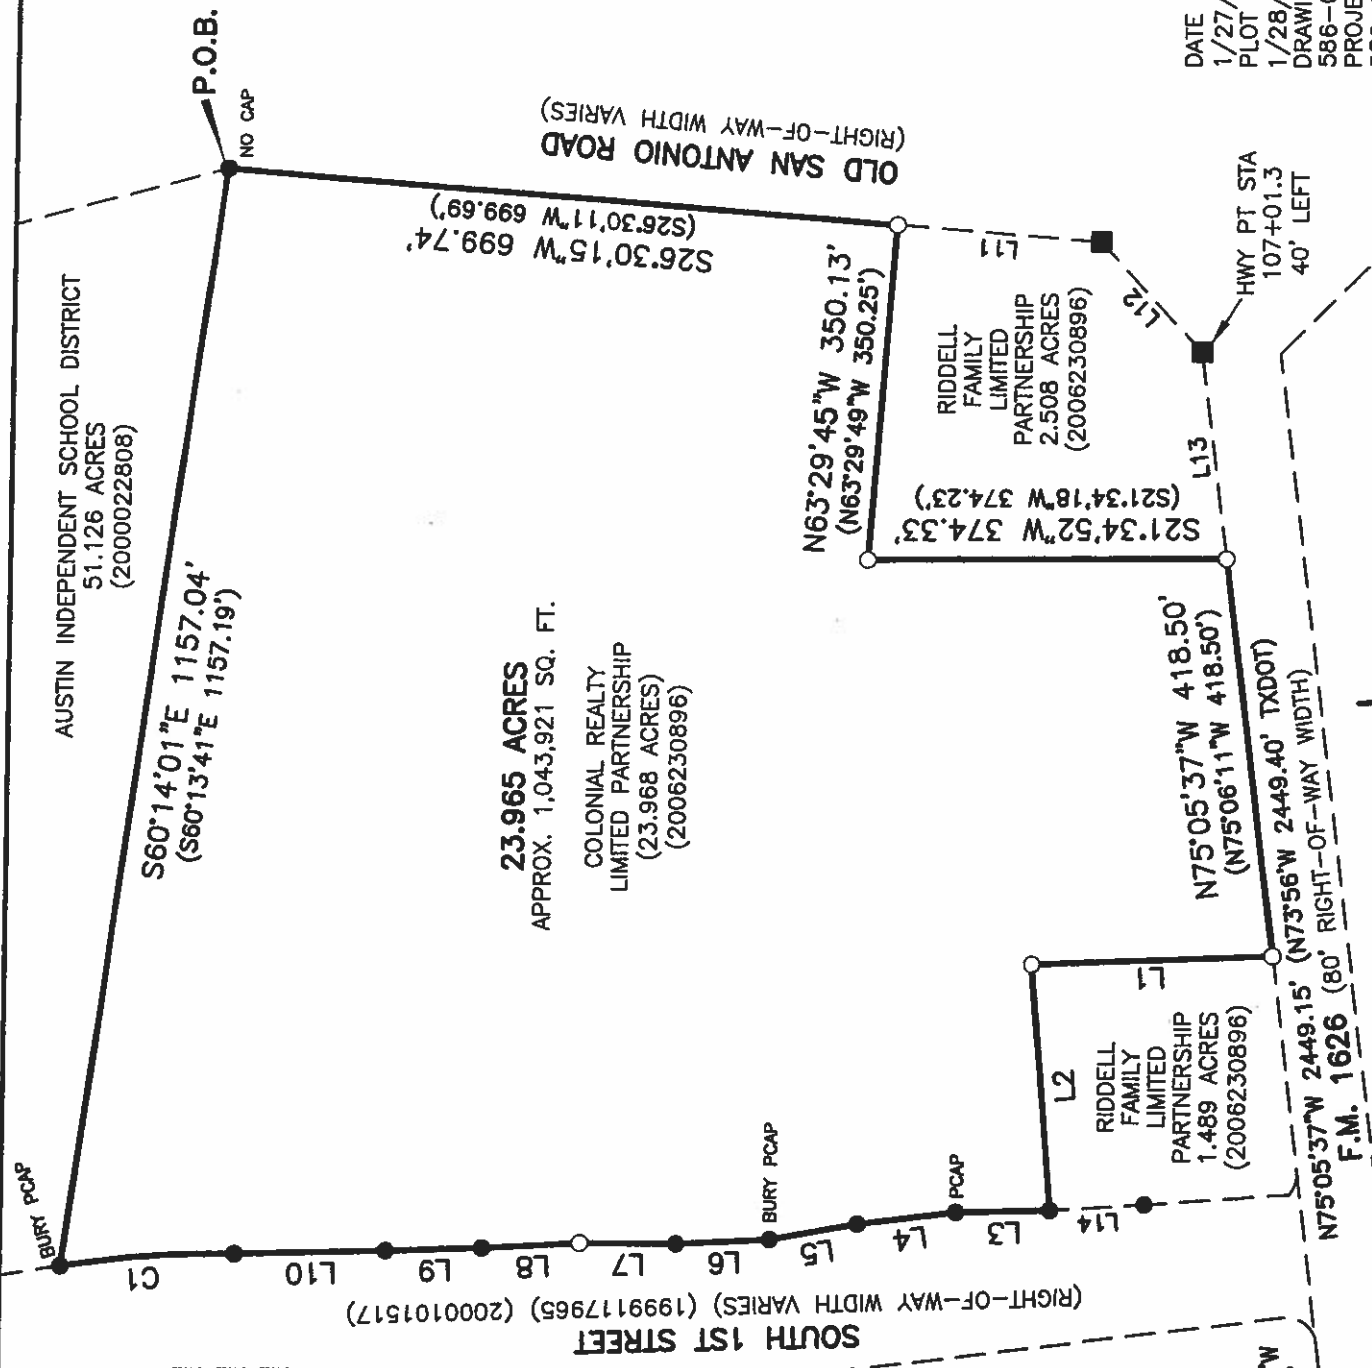 P.O.B.
NO CAP
BURY PCAP
AUSTIN INDEPENDENT SCHOOL DISTRICT
51.126 ACRES
(2000022808)
S60°14'01"E 1157.04'
(S60°13'41"E 1157.19')
OLD SAN ANTONIO ROAD
(RIGHT-OF-WAY WIDTH VARIES)
S26°30'15"W 699.74'
(S26°30'11"W 699.69')
23.965 ACRES
APPROX. 1,043,921 SQ. FT.
COLONIAL REALTY
LIMITED PARTNERSHIP
(23.968 ACRES)
(2006230896)
N63°29'45"W 350.13'
(N63°29'49"W 350.25')
RIDDELL
FAMILY
LIMITED
PARTNERSHIP
2.508 ACRES
(2006230896)
L11
L12
L13
HWY PT STA
107+01.3
40' LEFT
S21°34'52"W 374.33'
(S21°34'18"W 374.23')
N75°05'37"W 418.50'
(N75°06'11"W 418.50')
L1
L2
RIDDELL
FAMILY
LIMITED
PARTNERSHIP
1.489 ACRES
(2006230896)
N75°05'37"W 2449.15' (N73°56'W 2449.40' TXDOT)
F.M. 1626 (80' RIGHT-OF-WAY WIDTH)
C1
L10
L9
L8
L7
L6
BURY PCAP
L5
L4
PCAP
L3
L14
SOUTH 1ST STREET
(RIGHT-OF-WAY WIDTH VARIES) (1999117965) (2000101517)
DATE
1/27/
PLOT
1/28/
DRAWI
586-
PROJE
"W